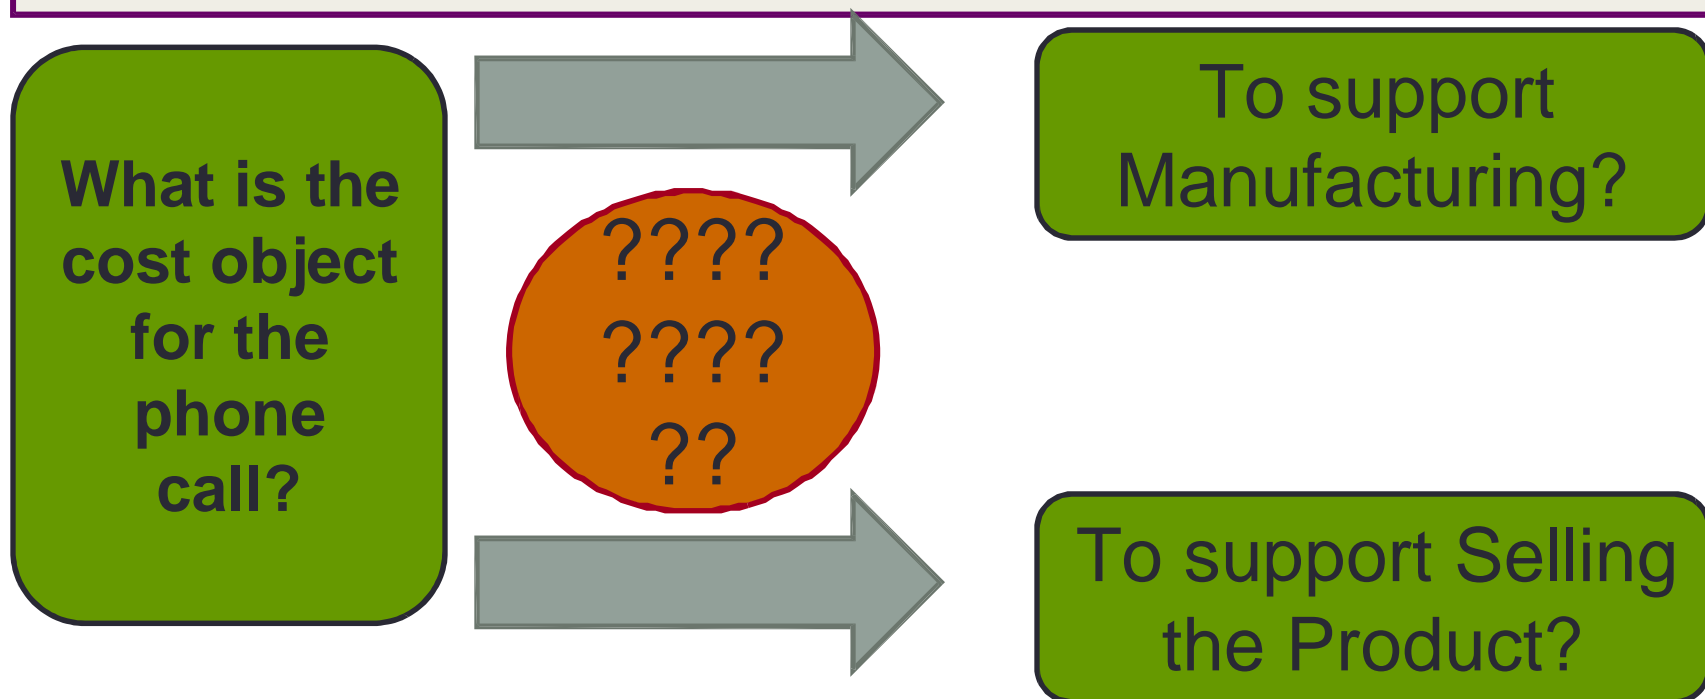 What is the
cost object
for the
phone
call?
????
????
??
To support
Manufacturing?
To support Selling
the Product?